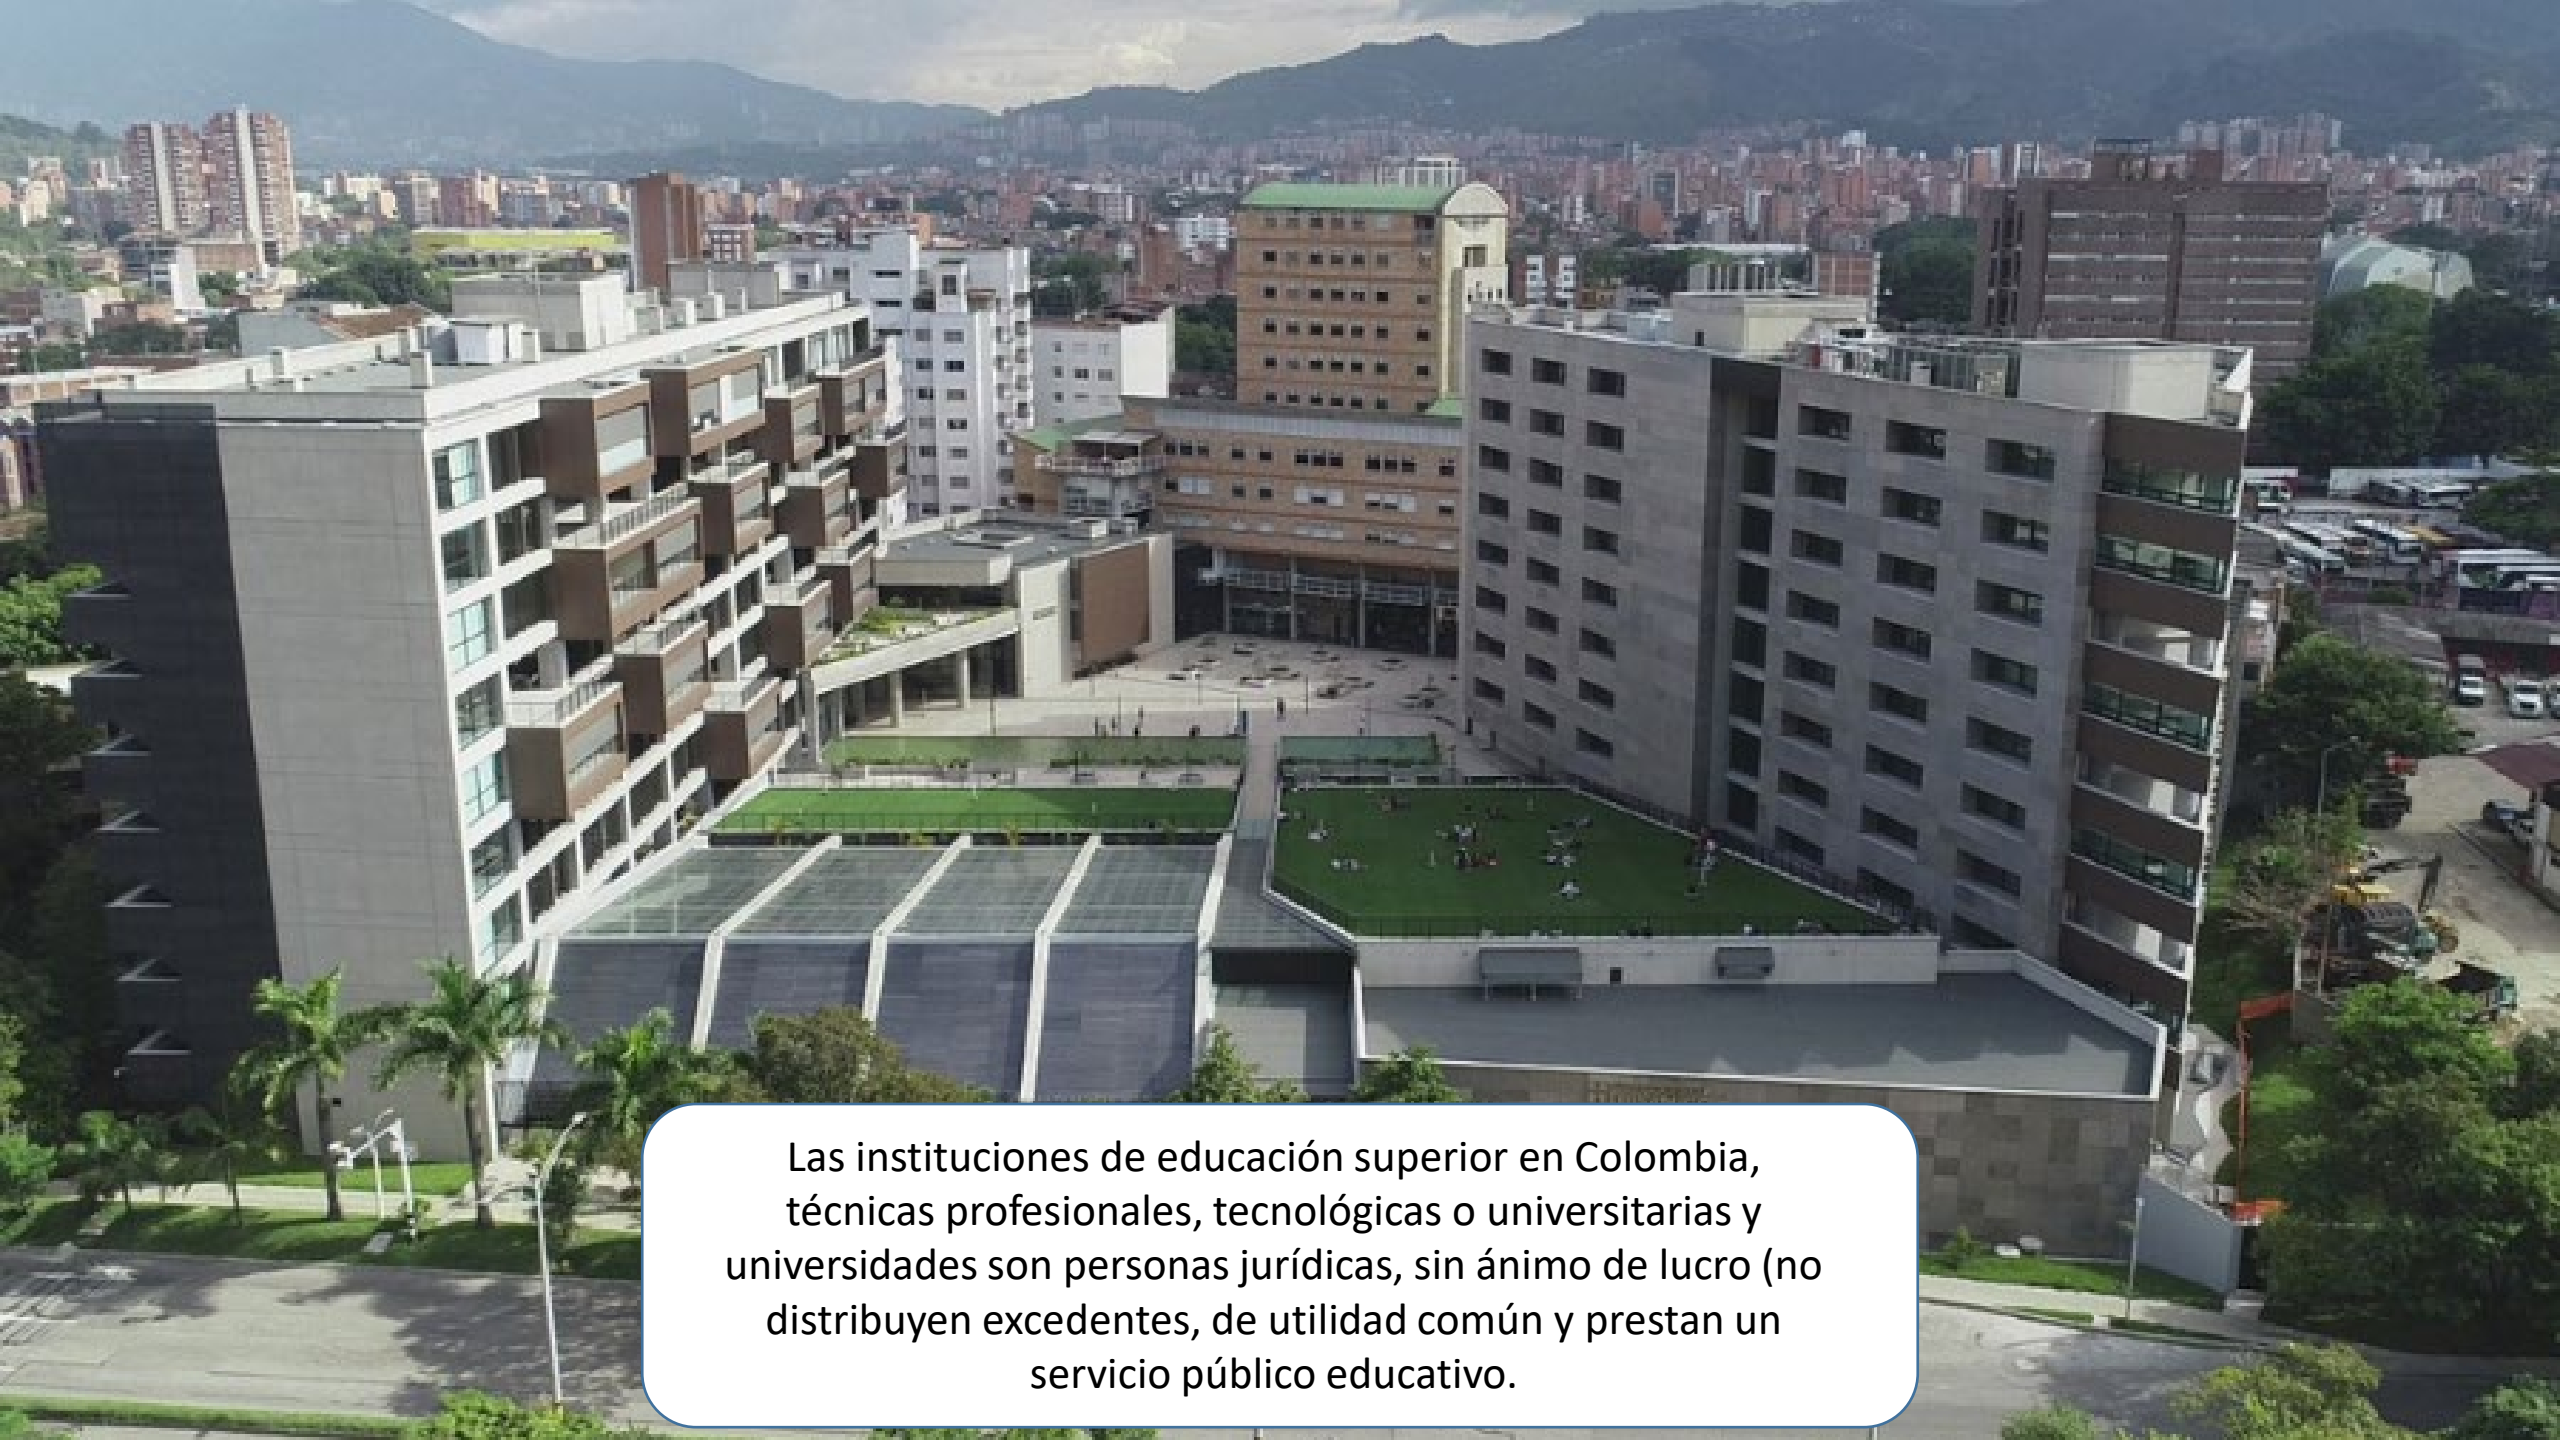 Las instituciones de educación superior en Colombia,
técnicas profesionales, tecnológicas o universitarias y
universidades son personas jurídicas, sin ánimo de lucro (no
distribuyen excedentes, de utilidad común y prestan un
servicio público educativo.